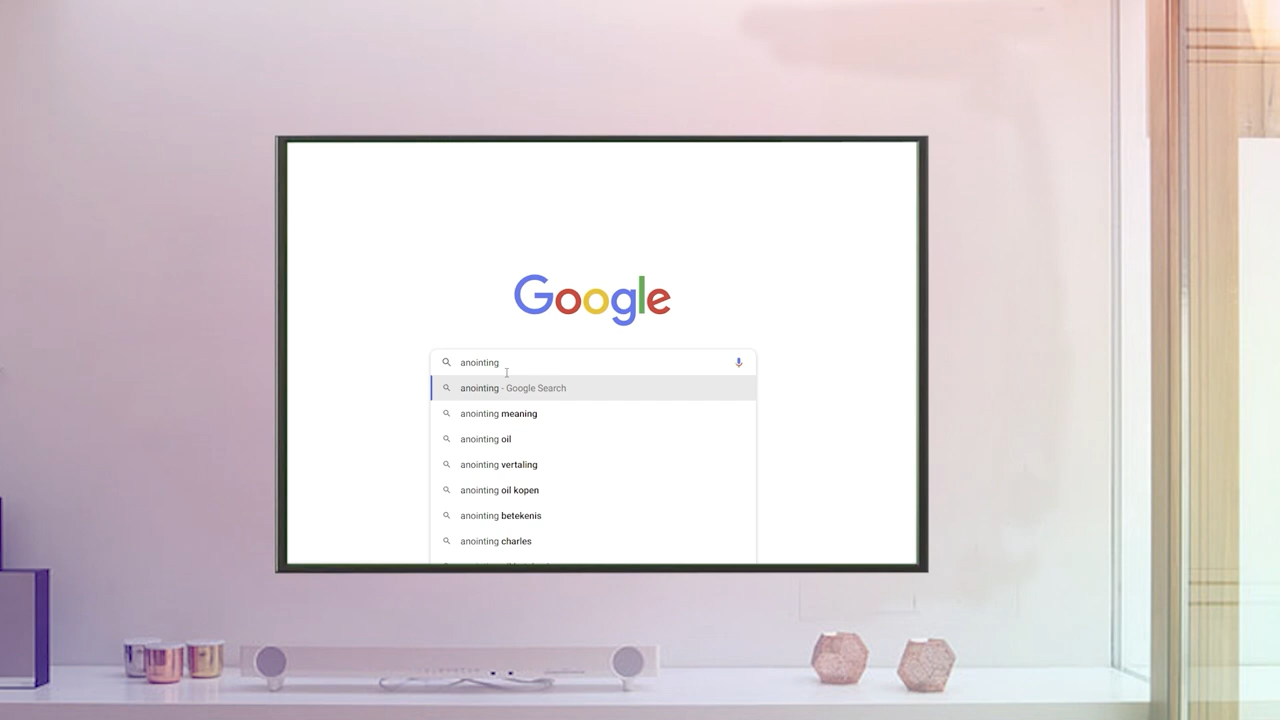 Google
anointing
anointing - Google Search
anointing meaning
anointing oil
anointing vertaling
anointing oil kopen
anointing betekenis
anointing charles